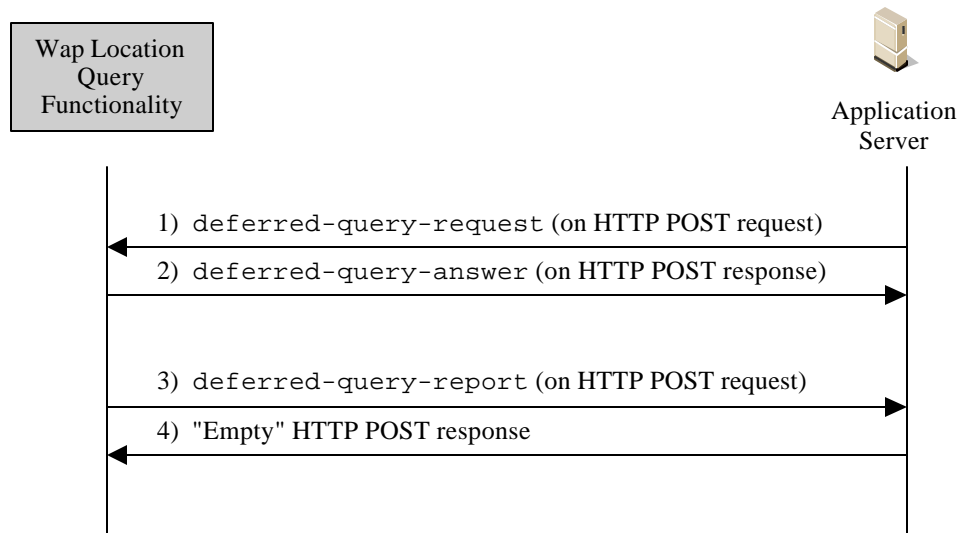 Wap Location
Query
Functionality
Application
Server
1) deferred-query-request (on HTTP POST request)
2) deferred-query-answer (on HTTP POST response)
3) deferred-query-report (on HTTP POST request)
4) "Empty" HTTP POST response